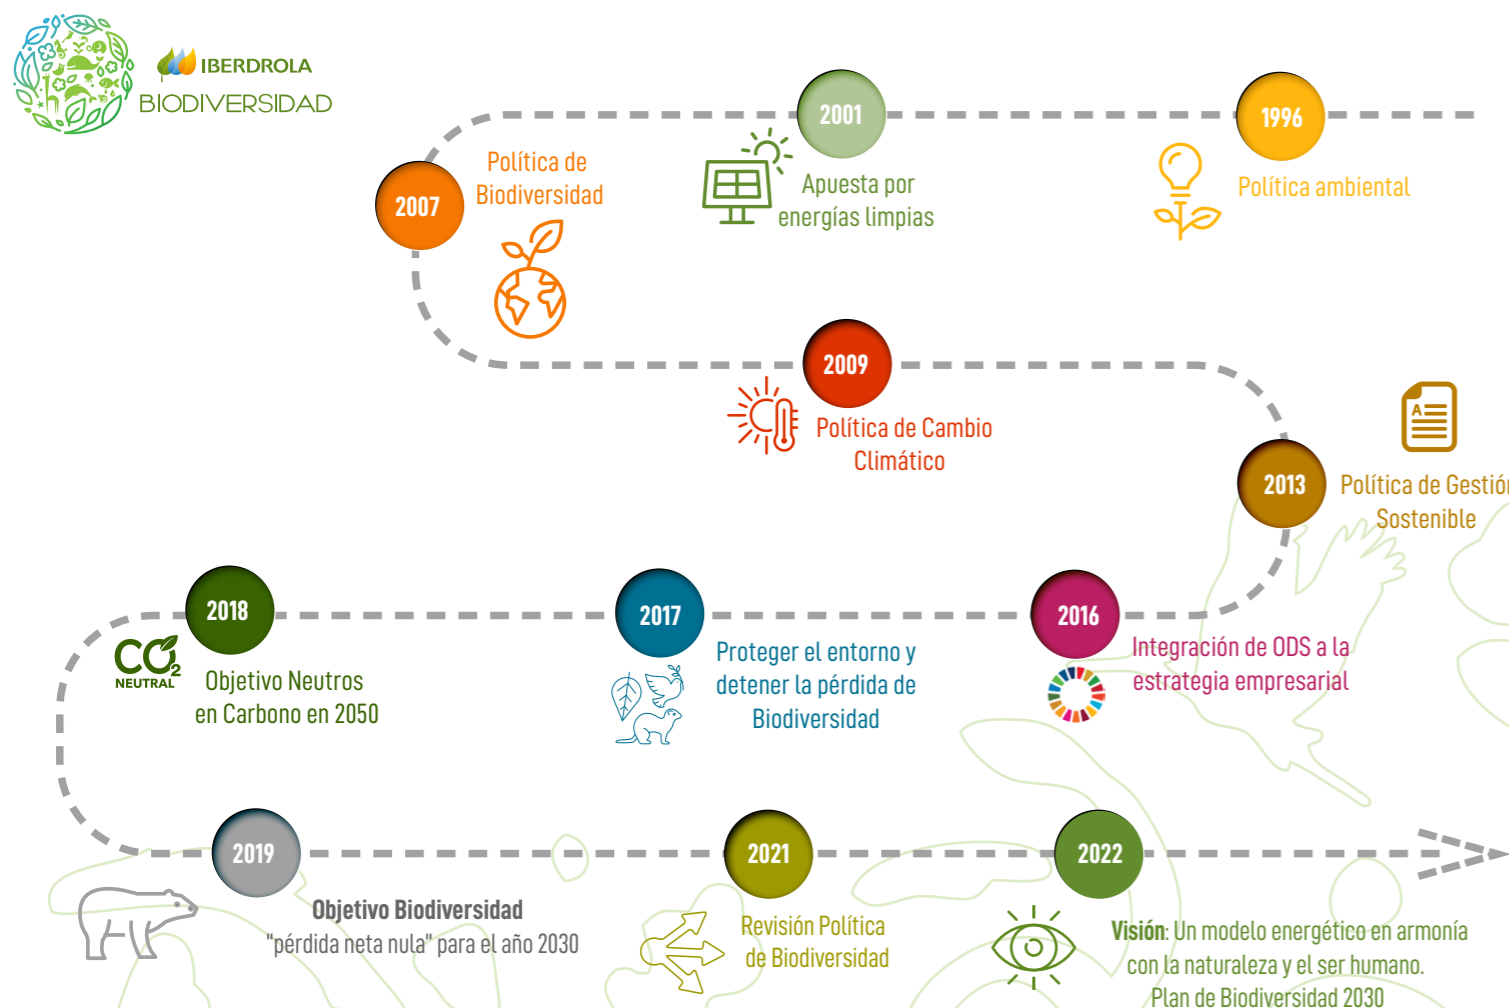 IBERDROLA
BIODIVERSIDAD
1996
Política ambiental
2001
Apuesta por
energías limpias
2007
Política de
Biodiversidad
2009
Política de Cambio
Climático
2013
A
Política de Gestión
Sostenible
2016
Integración de ODS a la
estrategia empresarial
2017
Proteger el entorno y
detener la pérdida de
Biodiversidad
2018
CO2
NEUTRAL
Objetivo Neutros
en Carbono en 2050
2019
Objetivo Biodiversidad
"pérdida neta nula" para el año 2030
2021
Revisión Política
de Biodiversidad
2022
Visión: Un modelo energético en armonía
con la naturaleza y el ser humano.
Plan de Biodiversidad 2030